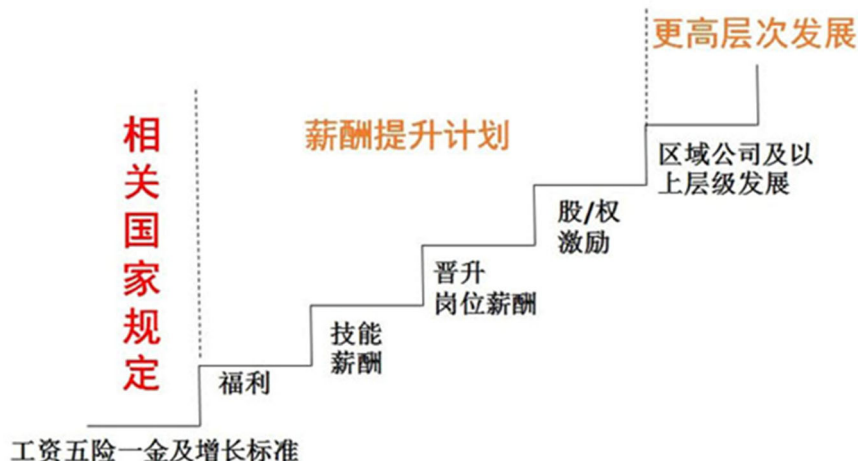 更高层次发展
薪酬提升计划
相关国家规定
区域公司及以
上层级发展
股/权
激励
晋升
岗位薪酬
技能
薪酬
福利
工资五险一金及增长标准